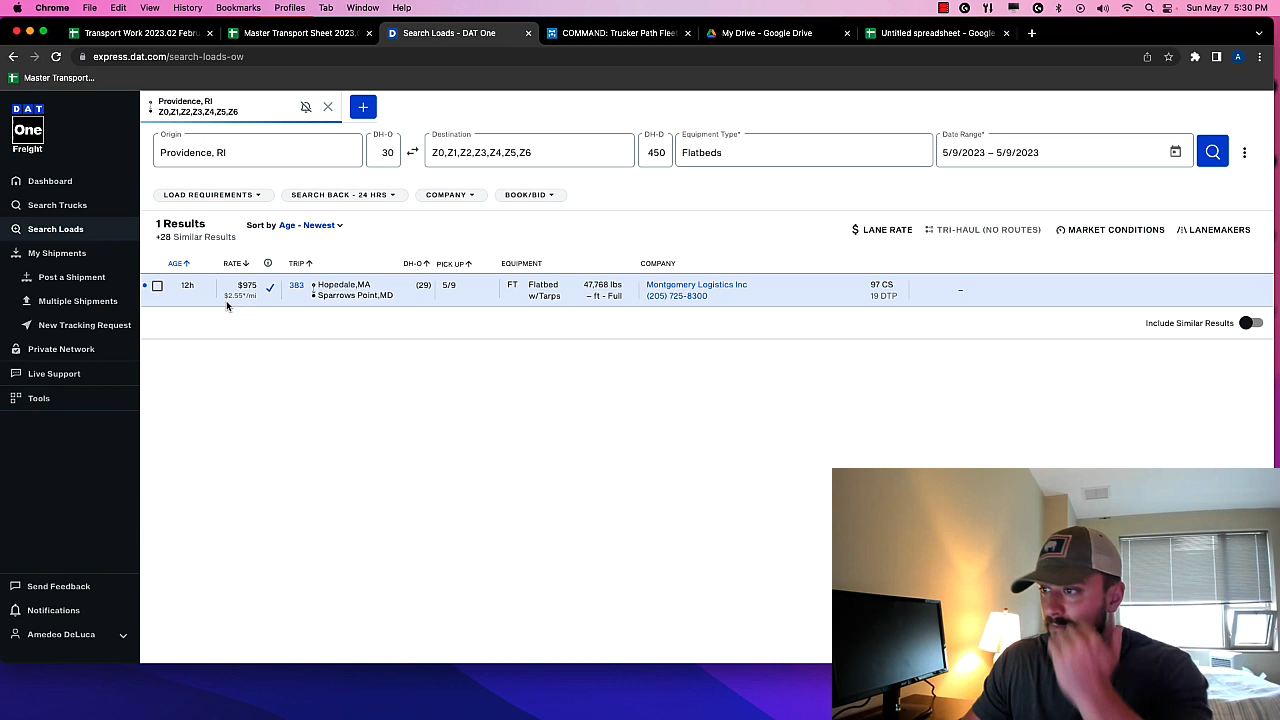 Chrome File Edit View History Bookmarks Profiles Tab Window Help Sun May 7 5:30 PM
Transport Work 2023.02 Febru Master Transport Sheet 2023. Search Loads - DAT One COMMAND: Trucker Path Flee My Drive - Google Drive Untitled spreadsheet - Google
express.dat.com/search-loads-ow A
Master Transport...
DAT
One
Freight
Dashboard
Search Trucks
Search Loads
My Shipments
Post a Shipment
Multiple Shipments
New Tracking Request
Private Network
Live Support
Tools
Send Feedback
Notifications
Amedeo DeLuca
Providence, RI
Z0,Z1,Z2,Z3,Z4,Z5,Z6
Origin DH-O Destination DH-D Equipment Type* Date Range*
Providence, RI 30 Z0,Z1,Z2,Z3,Z4,Z5,Z6 450 Flatbeds 5/9/2023 – 5/9/2023
LOAD REQUIREMENTS SEARCH BACK - 24 HRS COMPANY BOOK/BID
1 Results Sort by Age - Newest
+28 Similar Results
LANE RATE TRI-HAUL (NO ROUTES) MARKET CONDITIONS LANEMAKERS
AGE RATE TRIP DH-O PICK UP EQUIPMENT COMPANY
12h $975 383 Hopedale,MA (29) 5/9 FT Flatbed 47,768 lbs Montgomery Logistics Inc 97 CS –
$2.55*/mi Sparrows Point,MD w/Tarps – ft - Full (205) 725-8300 19 DTP
Include Similar Results